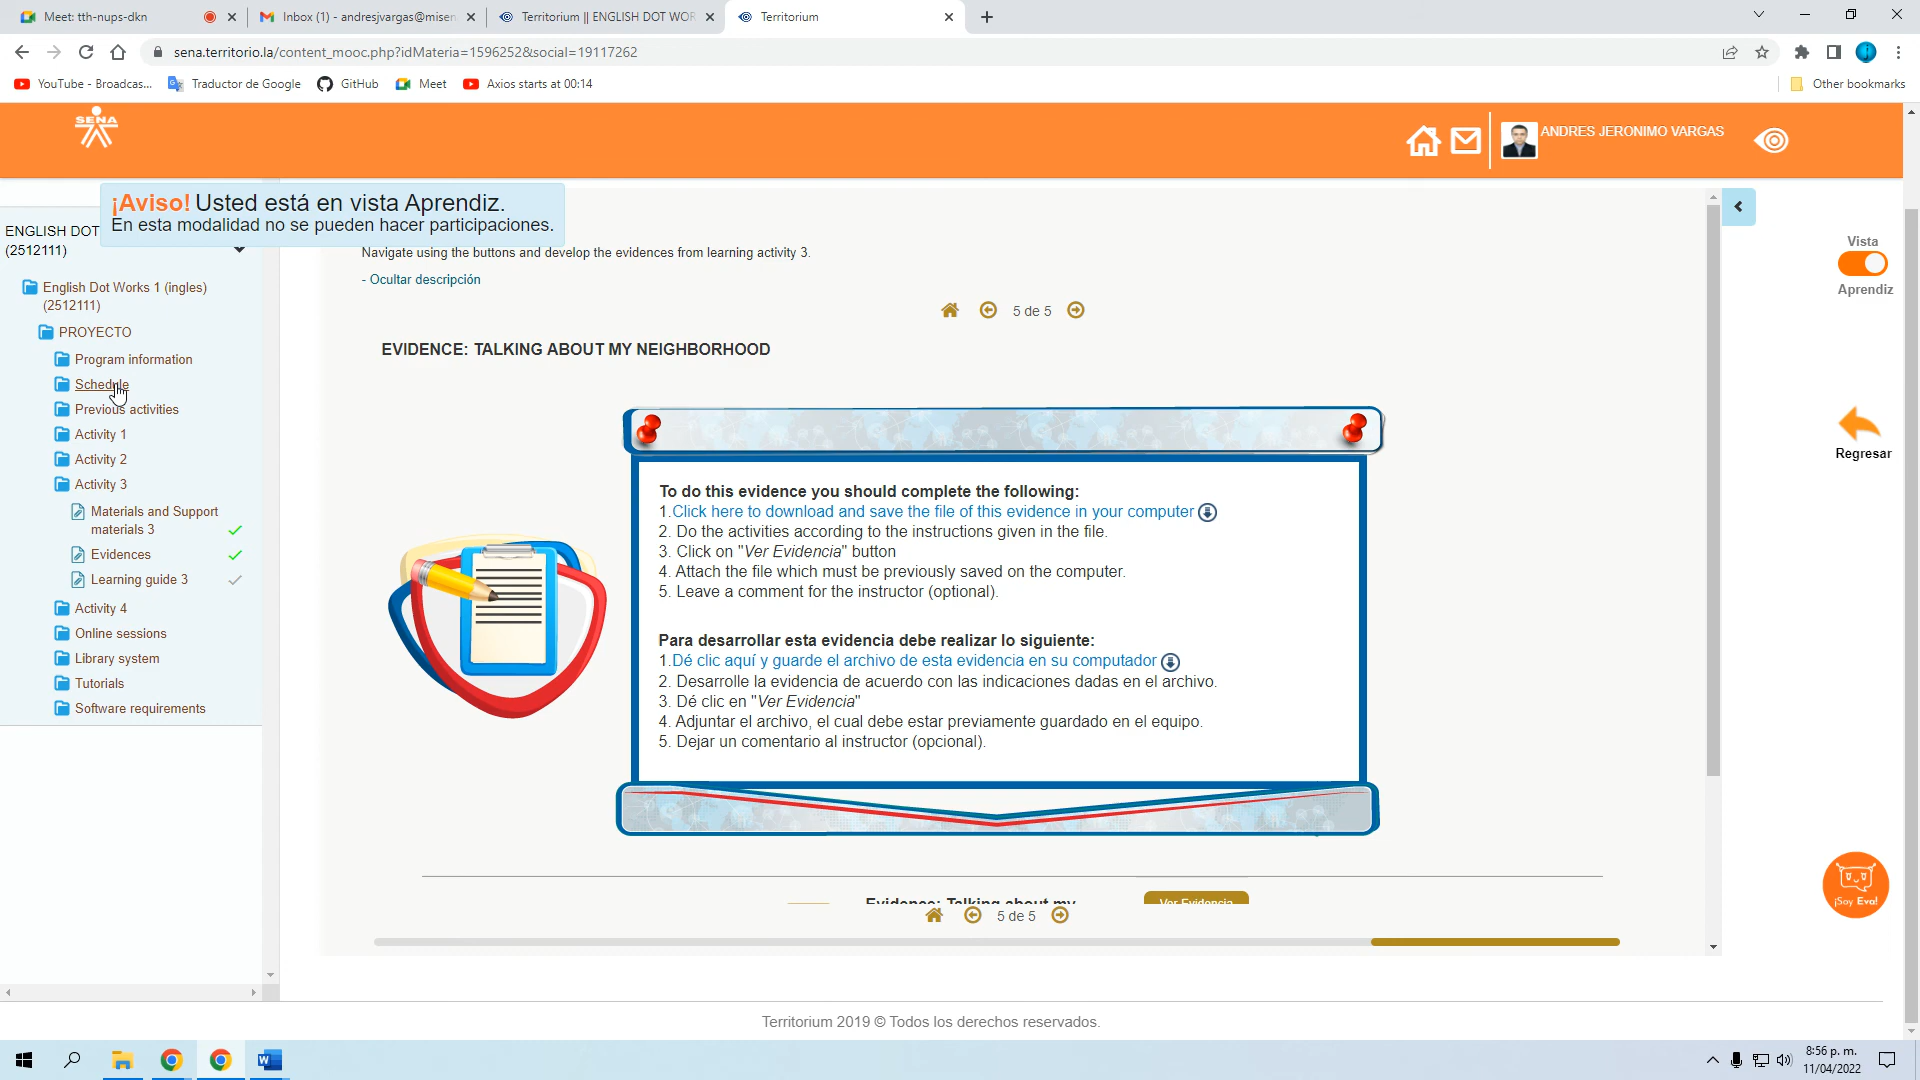 Meet: tth-nups-dkn
Inbox (1) - andresjvargas@misen
Territorium || ENGLISH DOT WOR
Territorium
sena.territorio.la/content_mooc.php?idMateria=1596252&social=19117262
YouTube - Broadcas...
Traductor de Google
GitHub
Meet
Axios starts at 00:14
Other bookmarks
SENA
ANDRES JERONIMO VARGAS
¡Aviso! Usted está en vista Aprendiz.
En esta modalidad no se pueden hacer participaciones.
ENGLISH DOT
(2512111)
English Dot Works 1 (ingles)
(2512111)
PROYECTO
Program information
Schedule
Previous activities
Activity 1
Activity 2
Activity 3
Materials and Support
materials 3
Evidences
Learning guide 3
Activity 4
Online sessions
Library system
Tutorials
Software requirements
Navigate using the buttons and develop the evidences from learning activity 3.
- Ocultar descripción
5 de 5
EVIDENCE: TALKING ABOUT MY NEIGHBORHOOD
To do this evidence you should complete the following:
1.Click here to download and save the file of this evidence in your computer
2. Do the activities according to the instructions given in the file.
3. Click on "Ver Evidencia" button
4. Attach the file which must be previously saved on the computer.
5. Leave a comment for the instructor (optional).
Para desarrollar esta evidencia debe realizar lo siguiente:
1.Dé clic aquí y guarde el archivo de esta evidencia en su computador
2. Desarrolle la evidencia de acuerdo con las indicaciones dadas en el archivo.
3. Dé clic en "Ver Evidencia"
4. Adjuntar el archivo, el cual debe estar previamente guardado en el equipo.
5. Dejar un comentario al instructor (opcional).
Evidence: Talking about my
Ver Evidencia
5 de 5
Vista
Aprendiz
Regresar
¡Soy Eva!
Territorium 2019 © Todos los derechos reservados.
8:56 p. m.
11/04/2022